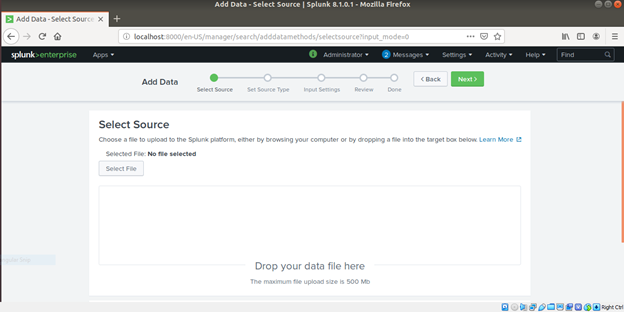 Add Data - Select Source | Splunk 8.1.0.1 - Mozilla Firefox
Add Data - Select Source | S
localhost:8000/en-US/manager/search/adddatamethods/selectsource?input_mode=0
splunk>enterprise Apps Administrator 2 Messages Settings Activity Help Find
Add Data
Select Source Set Source Type Input Settings Review Done
< Back Next >
Select Source
Choose a file to upload to the Splunk platform, either by browsing your computer or by dropping a file into the target box below. Learn More
Selected File: No file selected
Select File
Drop your data file here
The maximum file upload size is 500 Mb
Right Ctrl